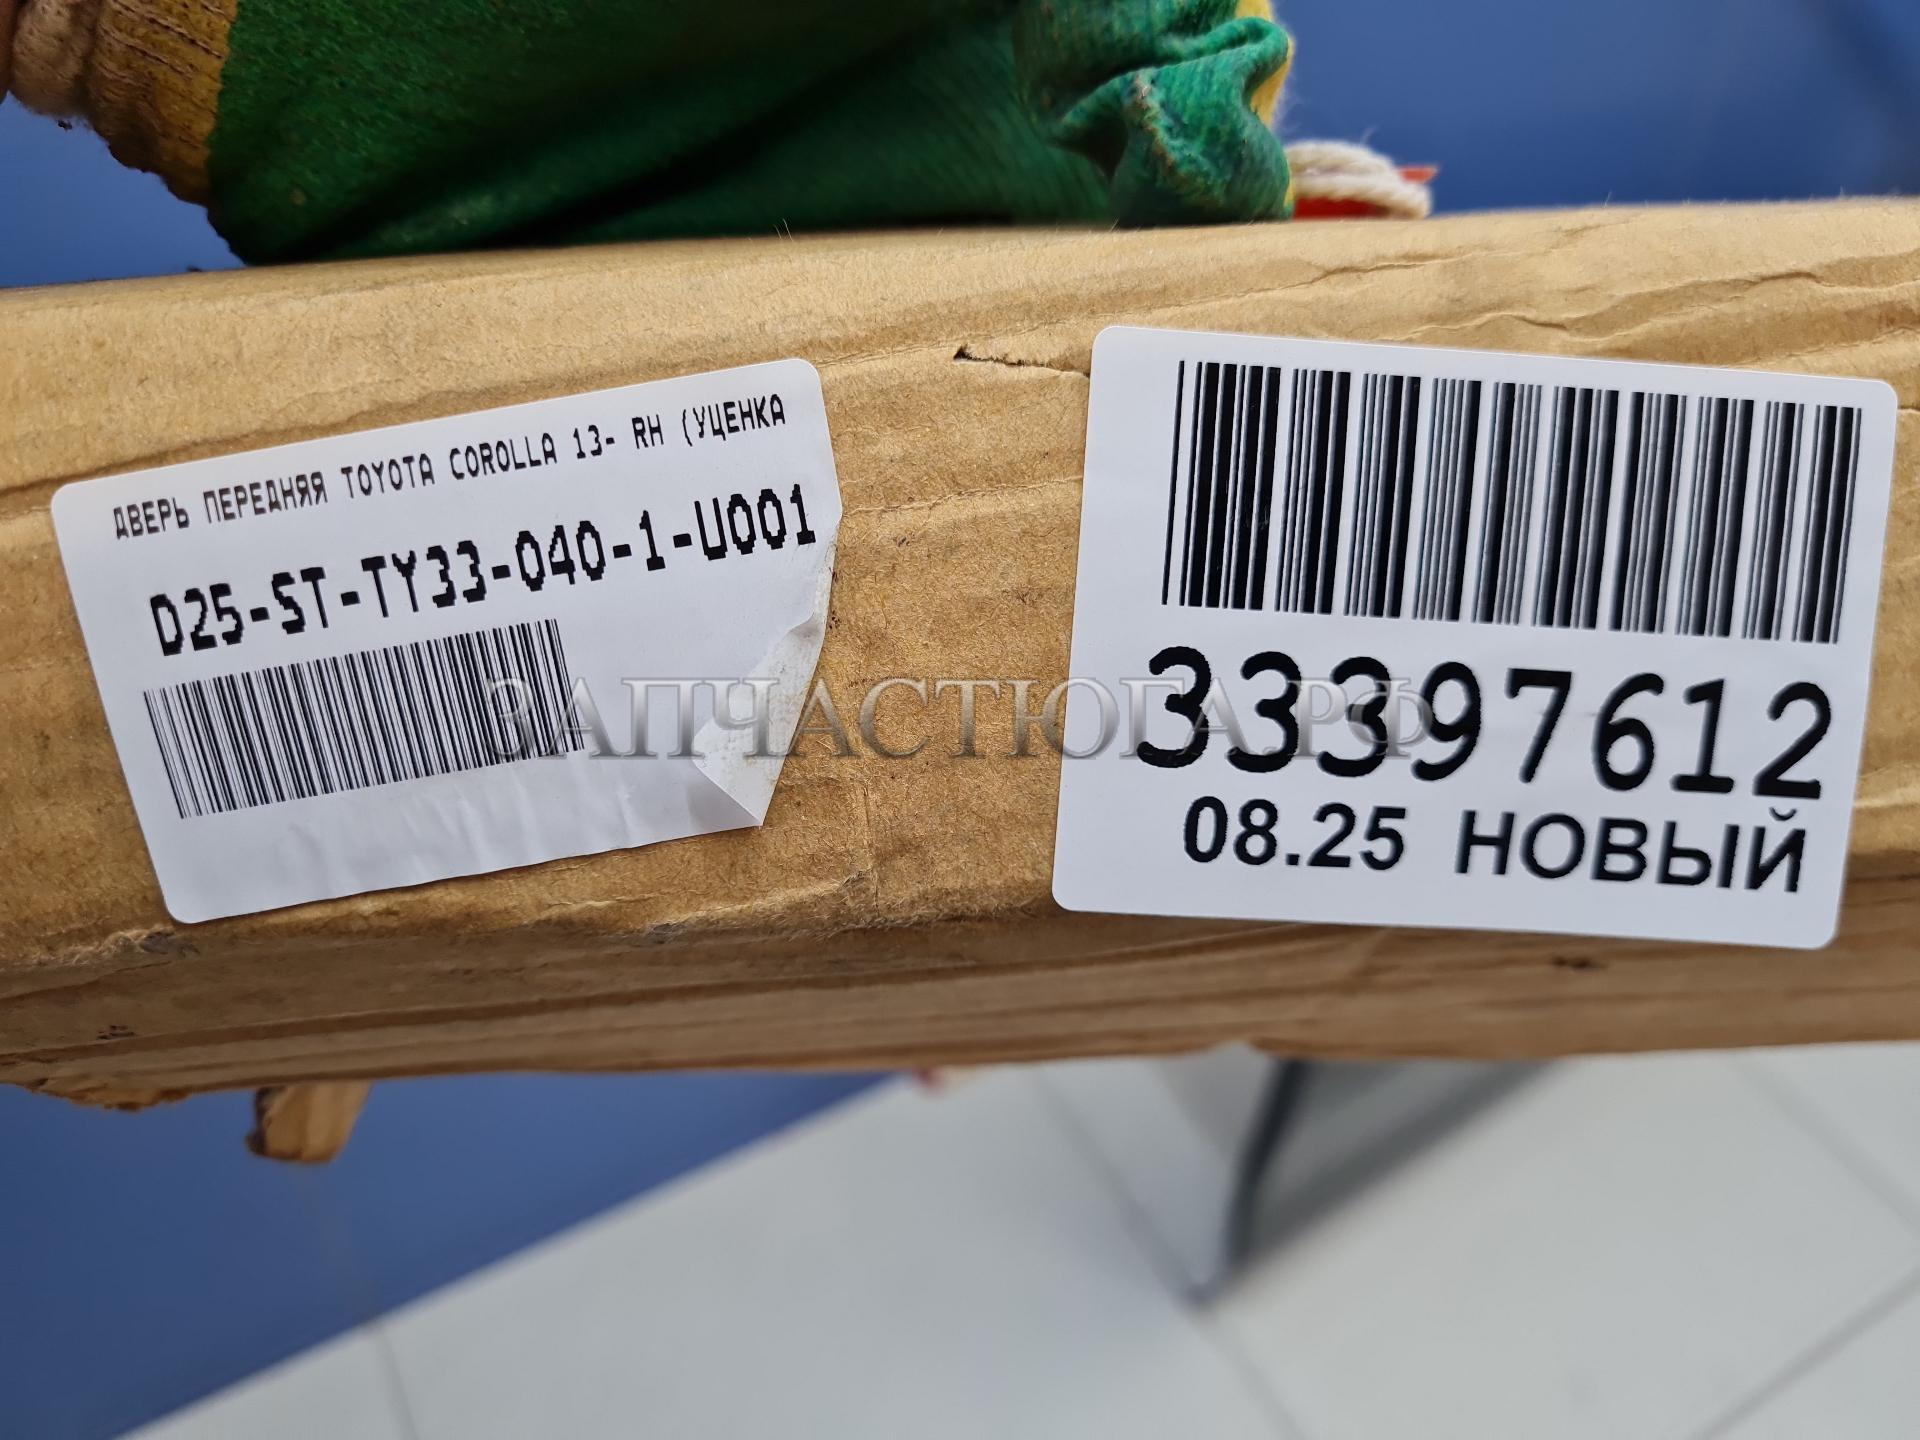 ДВЕРЬ ПЕРЕДНЯЯ TOYOTA COROLLA 13- RH (УЦЕНКА
D25-ST-TY33-040-1-U001
33397612
08.25 НОВЫЙ
ЗАПЧАСТЮГА.РФ